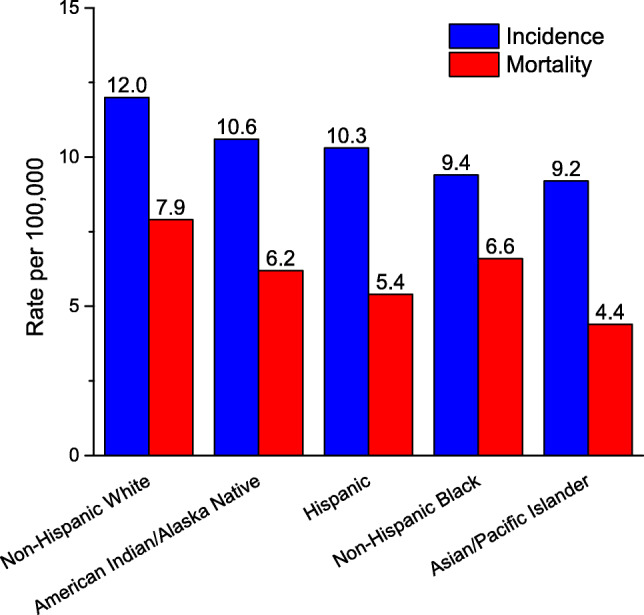 15
Incidence
Mortality
12.0
10.6
10.3
10
9.4
9.2
7.9
6.6
6.2
5.4
5
4.4
0
Rate per 100,000
Non-Hispanic White
American Indian/Alaska Native
Hispanic
Non-Hispanic Black
Asian/Pacific Islander